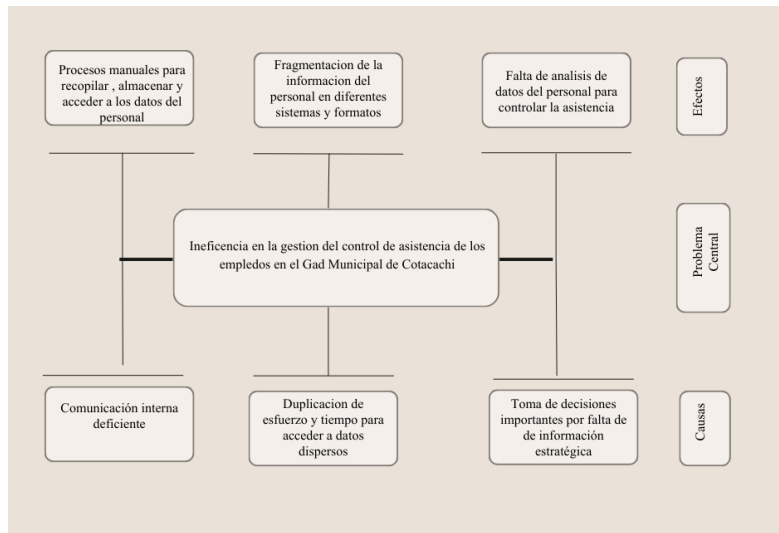 Procesos manuales para
recopilar , almacenar y
acceder a los datos del
personal
Fragmentacion de la
informacion del
personal en diferentes
sistemas y formatos
Falta de analisis de
datos del personal para
controlar la asistencia
Efectos
Ineficencia en la gestion del control de asistencia de los
empledos en el Gad Municipal de Cotacachi
Problema
Central
Comunicación interna
deficiente
Duplicacion de
esfuerzo y tiempo para
acceder a datos
dispersos
Toma de decisiones
importantes por falta de
de información
estratégica
Causas